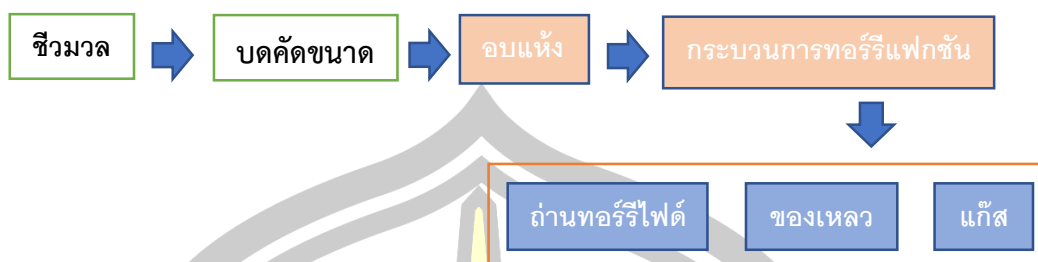 ชีวมวล
บดคัดขนาด
อบแห้ง
กระบวนการทอร์รีแฟกชัน
ถ่านทอร์รีไฟด์
ของเหลว
แก๊ส